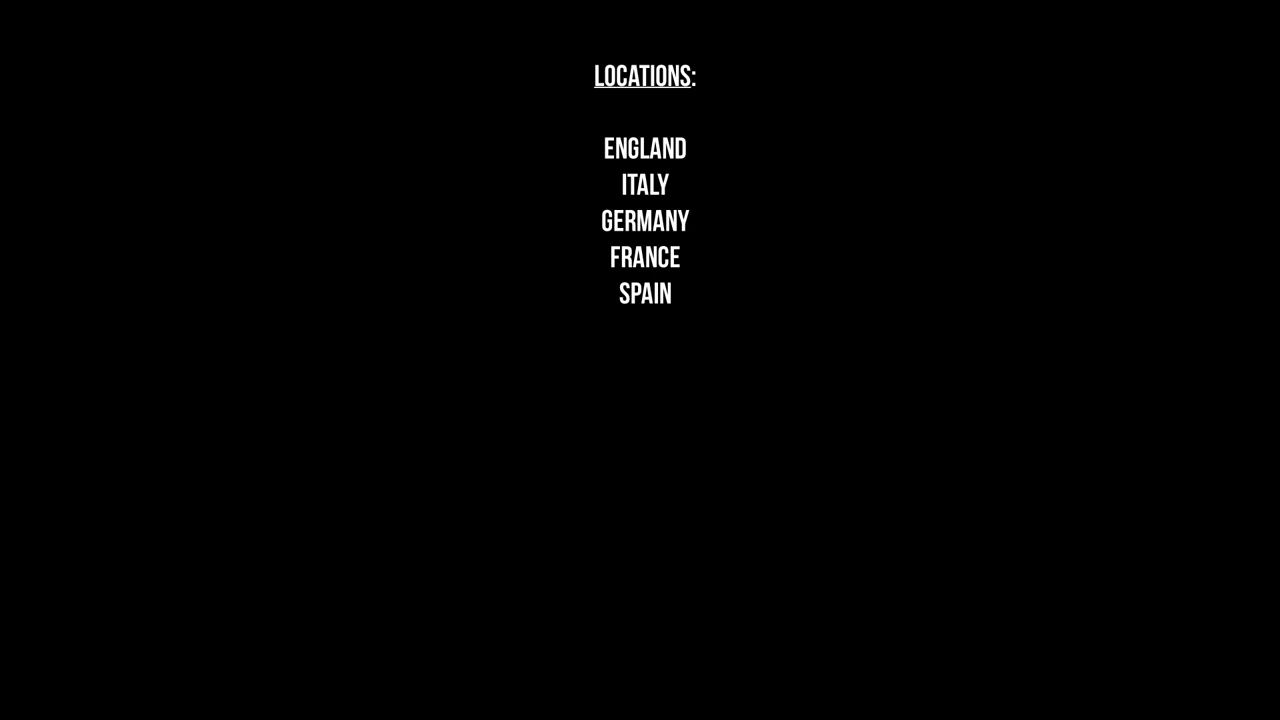 LOCATIONS:
ENGLAND
ITALY
GERMANY
FRANCE
SPAIN